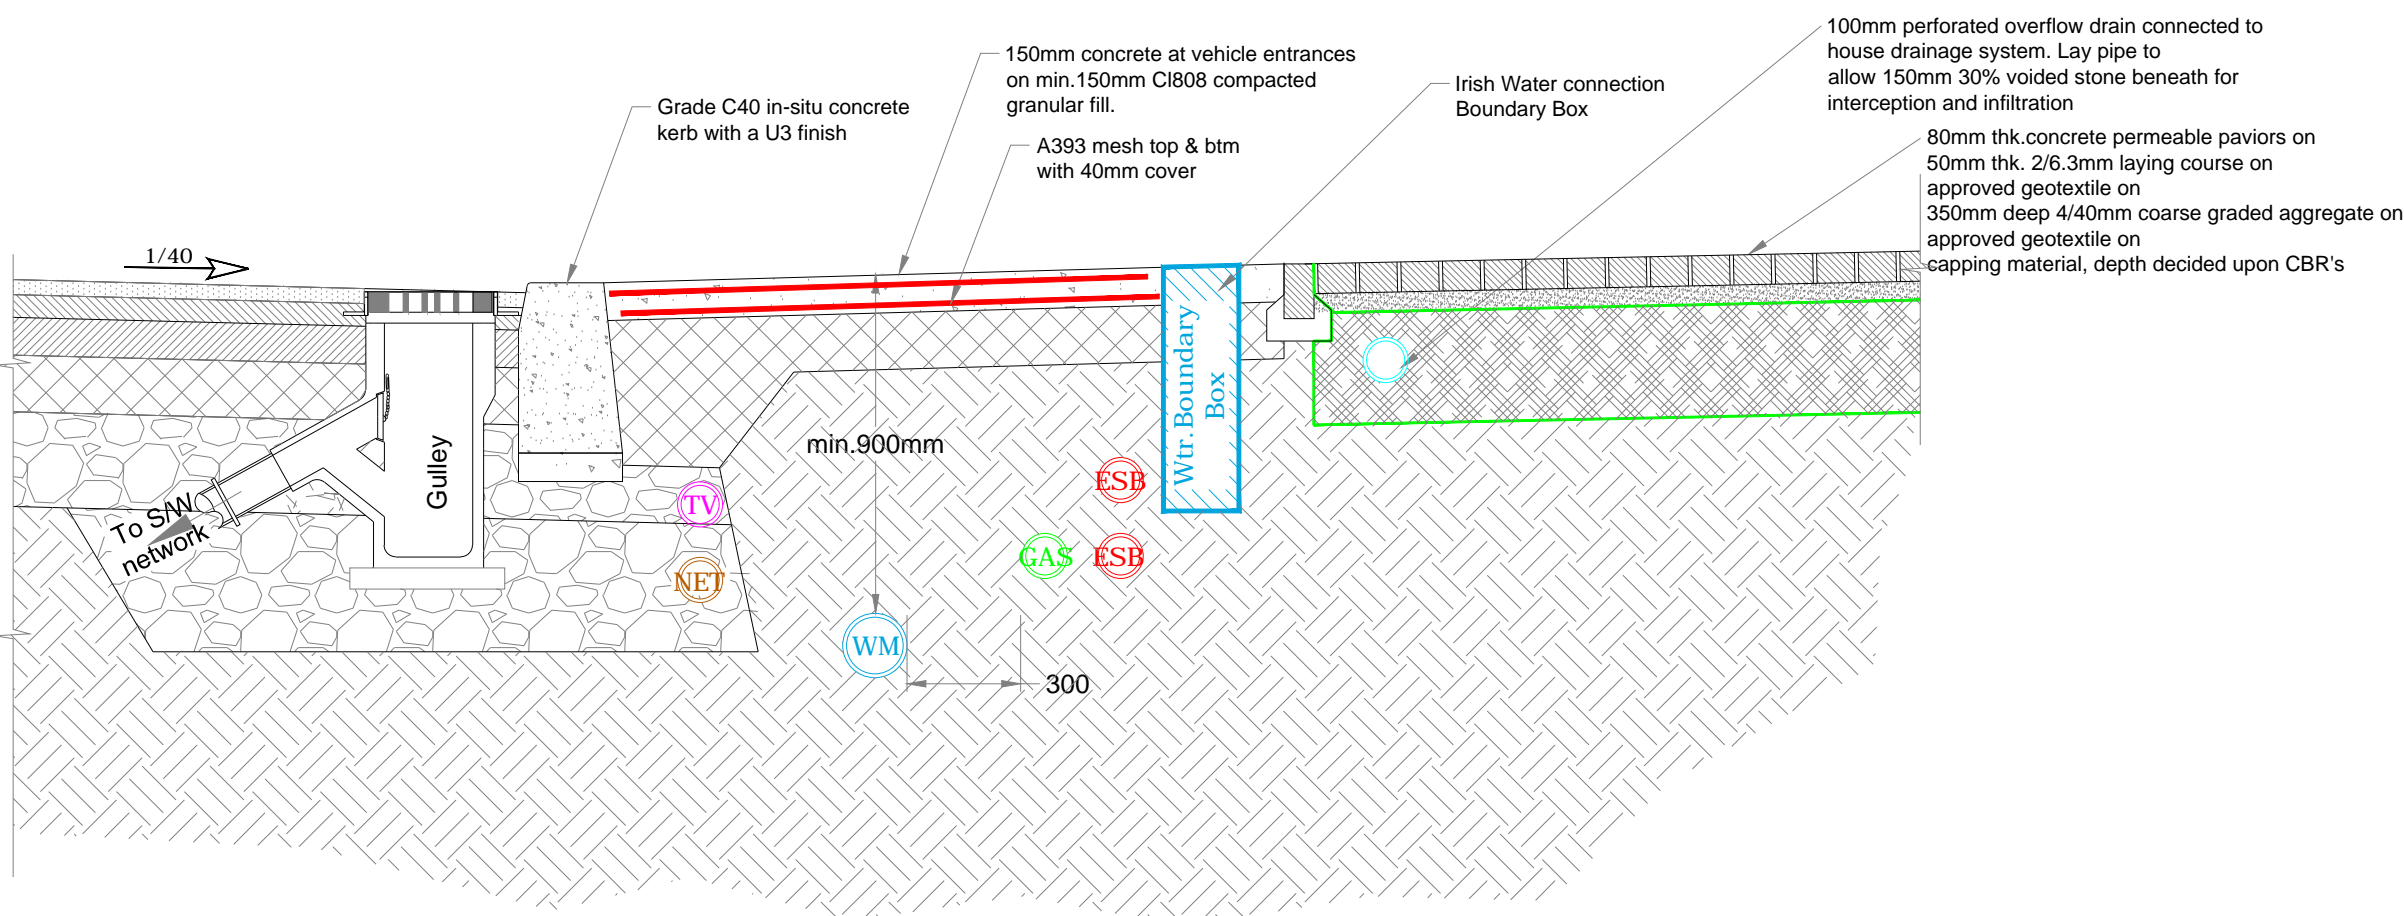 100mm perforated overflow drain connected to
house drainage system. Lay pipe to
allow 150mm 30% voided stone beneath for
interception and infiltration
150mm concrete at vehicle entrances
on min.150mm Cl808 compacted
granular fill.
Irish Water connection
Boundary Box
Grade C40 in-situ concrete
kerb with a U3 finish
A393 mesh top & btm
with 40mm cover
80mm thk.concrete permeable paviors on
50mm thk. 2/6.3mm laying course on
approved geotextile on
350mm deep 4/40mm coarse graded aggregate on
approved geotextile on
capping material, depth decided upon CBR's
1/40
Wtr.Boundary
Box
min.900mm
Gulley
To S/W
network
TV
NET
ESB
GAS
ESB
WM
300